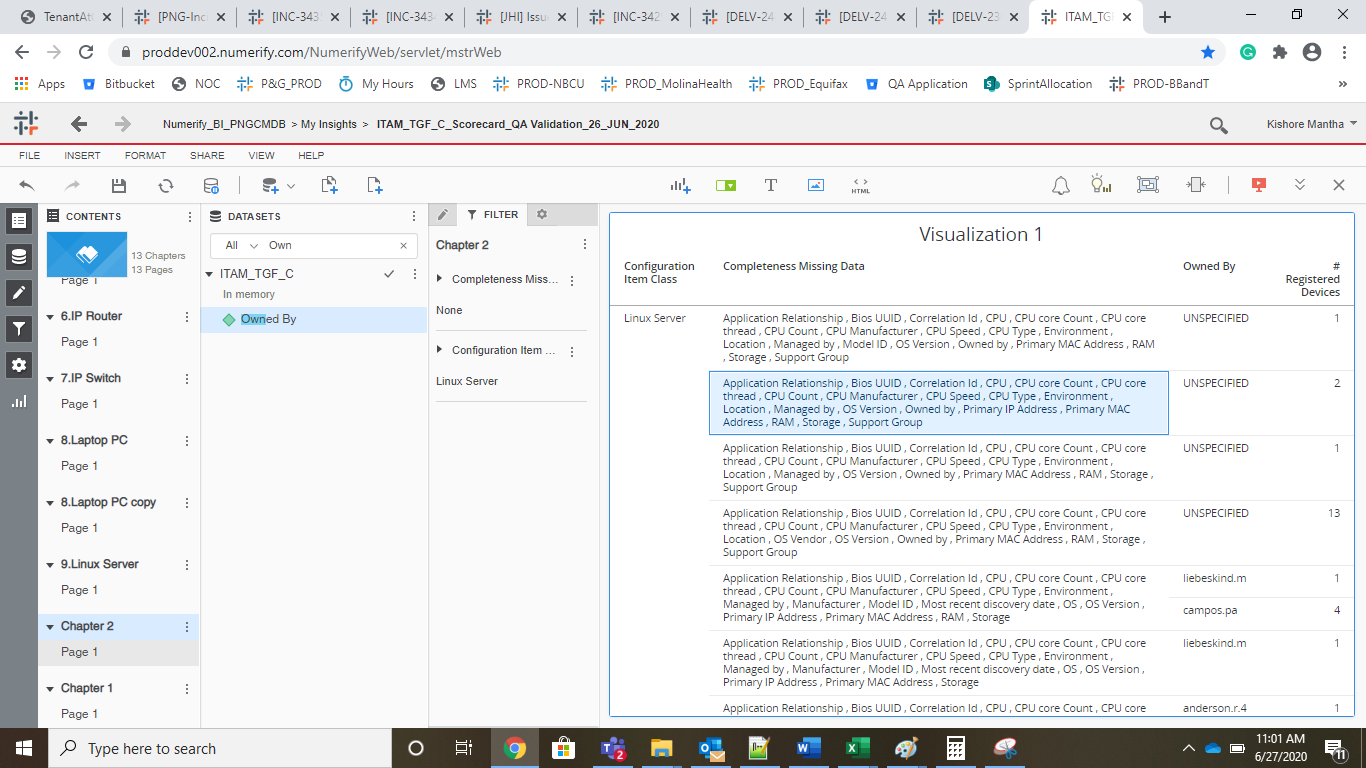 TenantAt
[PNG-Inc
[INC-343
[INC-343
[JHI] Issu
[INC-342
[DELV-24
[DELV-24
[DELV-23
ITAM_TGF
proddev002.numerify.com/NumerifyWeb/servlet/mstrWeb
Apps
Bitbucket
NOC
P&G_PROD
My Hours
LMS
PROD-NBCU
PROD_MolinaHealth
PROD_Equifax
QA Application
SprintAllocation
PROD-BBandT
»
Numerify_BI_PNGCMDB > My Insights > ITAM_TGF_C_Scorecard_QA Validation_26_JUN_2020
Kishore Mantha
FILE
INSERT
FORMAT
SHARE
VIEW
HELP
HTML
CONTENTS
13 Chapters
13 Pages
Page 1
6.IP Router
Page 1
7.IP Switch
Page 1
8.Laptop PC
Page 1
8.Laptop PC copy
Page 1
9.Linux Server
Page 1
Chapter 2
Page 1
Chapter 1
Page 1
DATASETS
All
Own
ITAM_TGF_C
In memory
Owned By
FILTER
Chapter 2
Completeness Miss...
None
Configuration Item ...
Linux Server
Visualization 1
Configuration
Item Class
Completeness Missing Data
Owned By
#
Registered
Devices
Linux Server
Application Relationship , Bios UUID , Correlation Id , CPU , CPU core Count , CPU core
thread , CPU Count , CPU Manufacturer , CPU Speed , CPU Type , Environment ,
Location , Managed by , Model ID , OS Version , Owned by , Primary MAC Address , RAM
, Storage , Support Group
UNSPECIFIED
1
Application Relationship , Bios UUID , Correlation Id , CPU , CPU core Count , CPU core
thread , CPU Count , CPU Manufacturer , CPU Speed , CPU Type , Environment ,
Location , Managed by , OS Version , Owned by , Primary IP Address , Primary MAC
Address , RAM , Storage , Support Group
UNSPECIFIED
2
Application Relationship , Bios UUID , Correlation Id , CPU , CPU core Count , CPU core
thread , CPU Count , CPU Manufacturer , CPU Speed , CPU Type , Environment ,
Location , Managed by , OS Version , Owned by , Primary MAC Address , RAM , Storage ,
Support Group
UNSPECIFIED
1
Application Relationship , Bios UUID , Correlation Id , CPU , CPU core Count , CPU core
thread , CPU Count , CPU Manufacturer , CPU Speed , CPU Type , Environment ,
Location , OS Vendor , OS Version , Owned by , Primary MAC Address , RAM , Storage ,
Support Group
UNSPECIFIED
13
Application Relationship , Bios UUID , Correlation Id , CPU , CPU core Count , CPU core
thread , CPU Count , CPU Manufacturer , CPU Speed , CPU Type , Environment ,
Managed by , Manufacturer , Model ID , Most recent discovery date , OS , OS Version ,
Primary IP Address , Primary MAC Address , RAM , Storage
liebeskind.m
1
campos.pa
4
Application Relationship , Bios UUID , Correlation Id , CPU , CPU core Count , CPU core
thread , CPU Count , CPU Manufacturer , CPU Speed , CPU Type , Environment ,
Managed by , Manufacturer , Model ID , Most recent discovery date , OS , OS Version ,
Primary IP Address , Primary MAC Address , Storage
liebeskind.m
1
Application Relationship , Bios UUID , Correlation Id , CPU , CPU core Count , CPU core
anderson.r.4
1
Type here to search
2
11:01 AM
6/27/2020
11